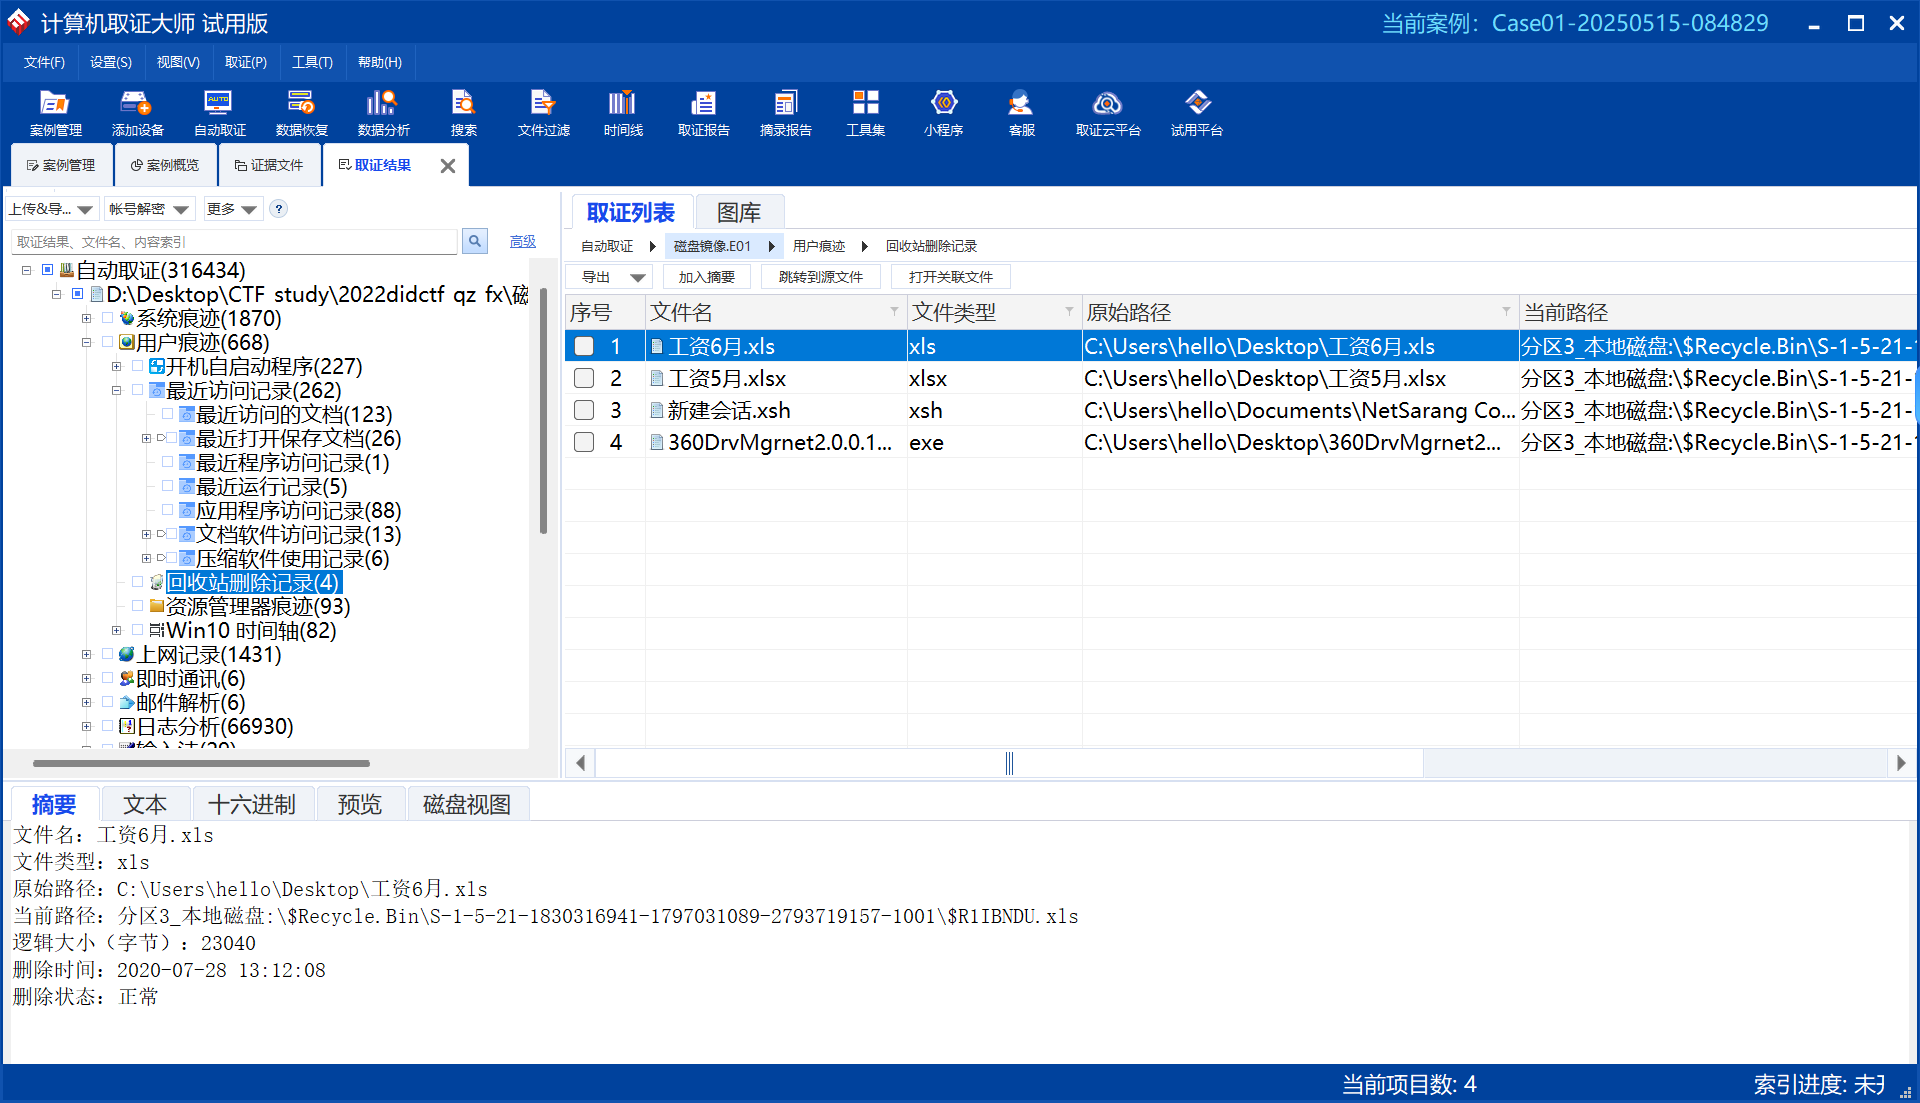 计算机取证大师 试用版
当前案例：Case01-20250515-084829
文件(F) 设置(S) 视图(V) 取证(P) 工具(T) 帮助(H)
案例管理 添加设备 自动取证 数据恢复 数据分析 搜索 文件过滤 时间线 取证报告 摘录报告 工具集 小程序 客服 取证云平台 试用平台
案例管理 案例概览 证据文件 取证结果
上传&导... 帐号解密 更多 ?
取证结果、文件名、内容索引 高级
自动取证(316434)
D:\Desktop\CTF_study\2022didctf_qz_fx\磁
系统痕迹(1870)
用户痕迹(668)
开机自启动程序(227)
最近访问记录(262)
最近访问的文档(123)
最近打开保存文档(26)
最近程序访问记录(1)
最近运行记录(5)
应用程序访问记录(88)
文档软件访问记录(13)
压缩软件使用记录(6)
回收站删除记录(4)
资源管理器痕迹(93)
Win10 时间轴(82)
上网记录(1431)
即时通讯(6)
邮件解析(6)
日志分析(66930)
取证列表 图库
自动取证 磁盘镜像.E01 用户痕迹 回收站删除记录
导出 加入摘要 跳转到源文件 打开关联文件
序号 文件名 文件类型 原始路径 当前路径
1 工资6月.xls xls C:\Users\hello\Desktop\工资6月.xls 分区3_本地磁盘:\$Recycle.Bin\S-1-5-21-
2 工资5月.xlsx xlsx C:\Users\hello\Desktop\工资5月.xlsx 分区3_本地磁盘:\$Recycle.Bin\S-1-5-21-
3 新建会话.xsh xsh C:\Users\hello\Documents\NetSarang Co... 分区3_本地磁盘:\$Recycle.Bin\S-1-5-21-
4 360DrvMgrnet2.0.0.1... exe C:\Users\hello\Desktop\360DrvMgrnet2... 分区3_本地磁盘:\$Recycle.Bin\S-1-5-21-
摘要 文本 十六进制 预览 磁盘视图
文件名：工资6月.xls
文件类型：xls
原始路径：C:\Users\hello\Desktop\工资6月.xls
当前路径：分区3_本地磁盘:\$Recycle.Bin\S-1-5-21-1830316941-1797031089-2793719157-1001\$R1IBNDU.xls
逻辑大小（字节）：23040
删除时间：2020-07-28 13:12:08
删除状态：正常
当前项目数: 4
索引进度: 未